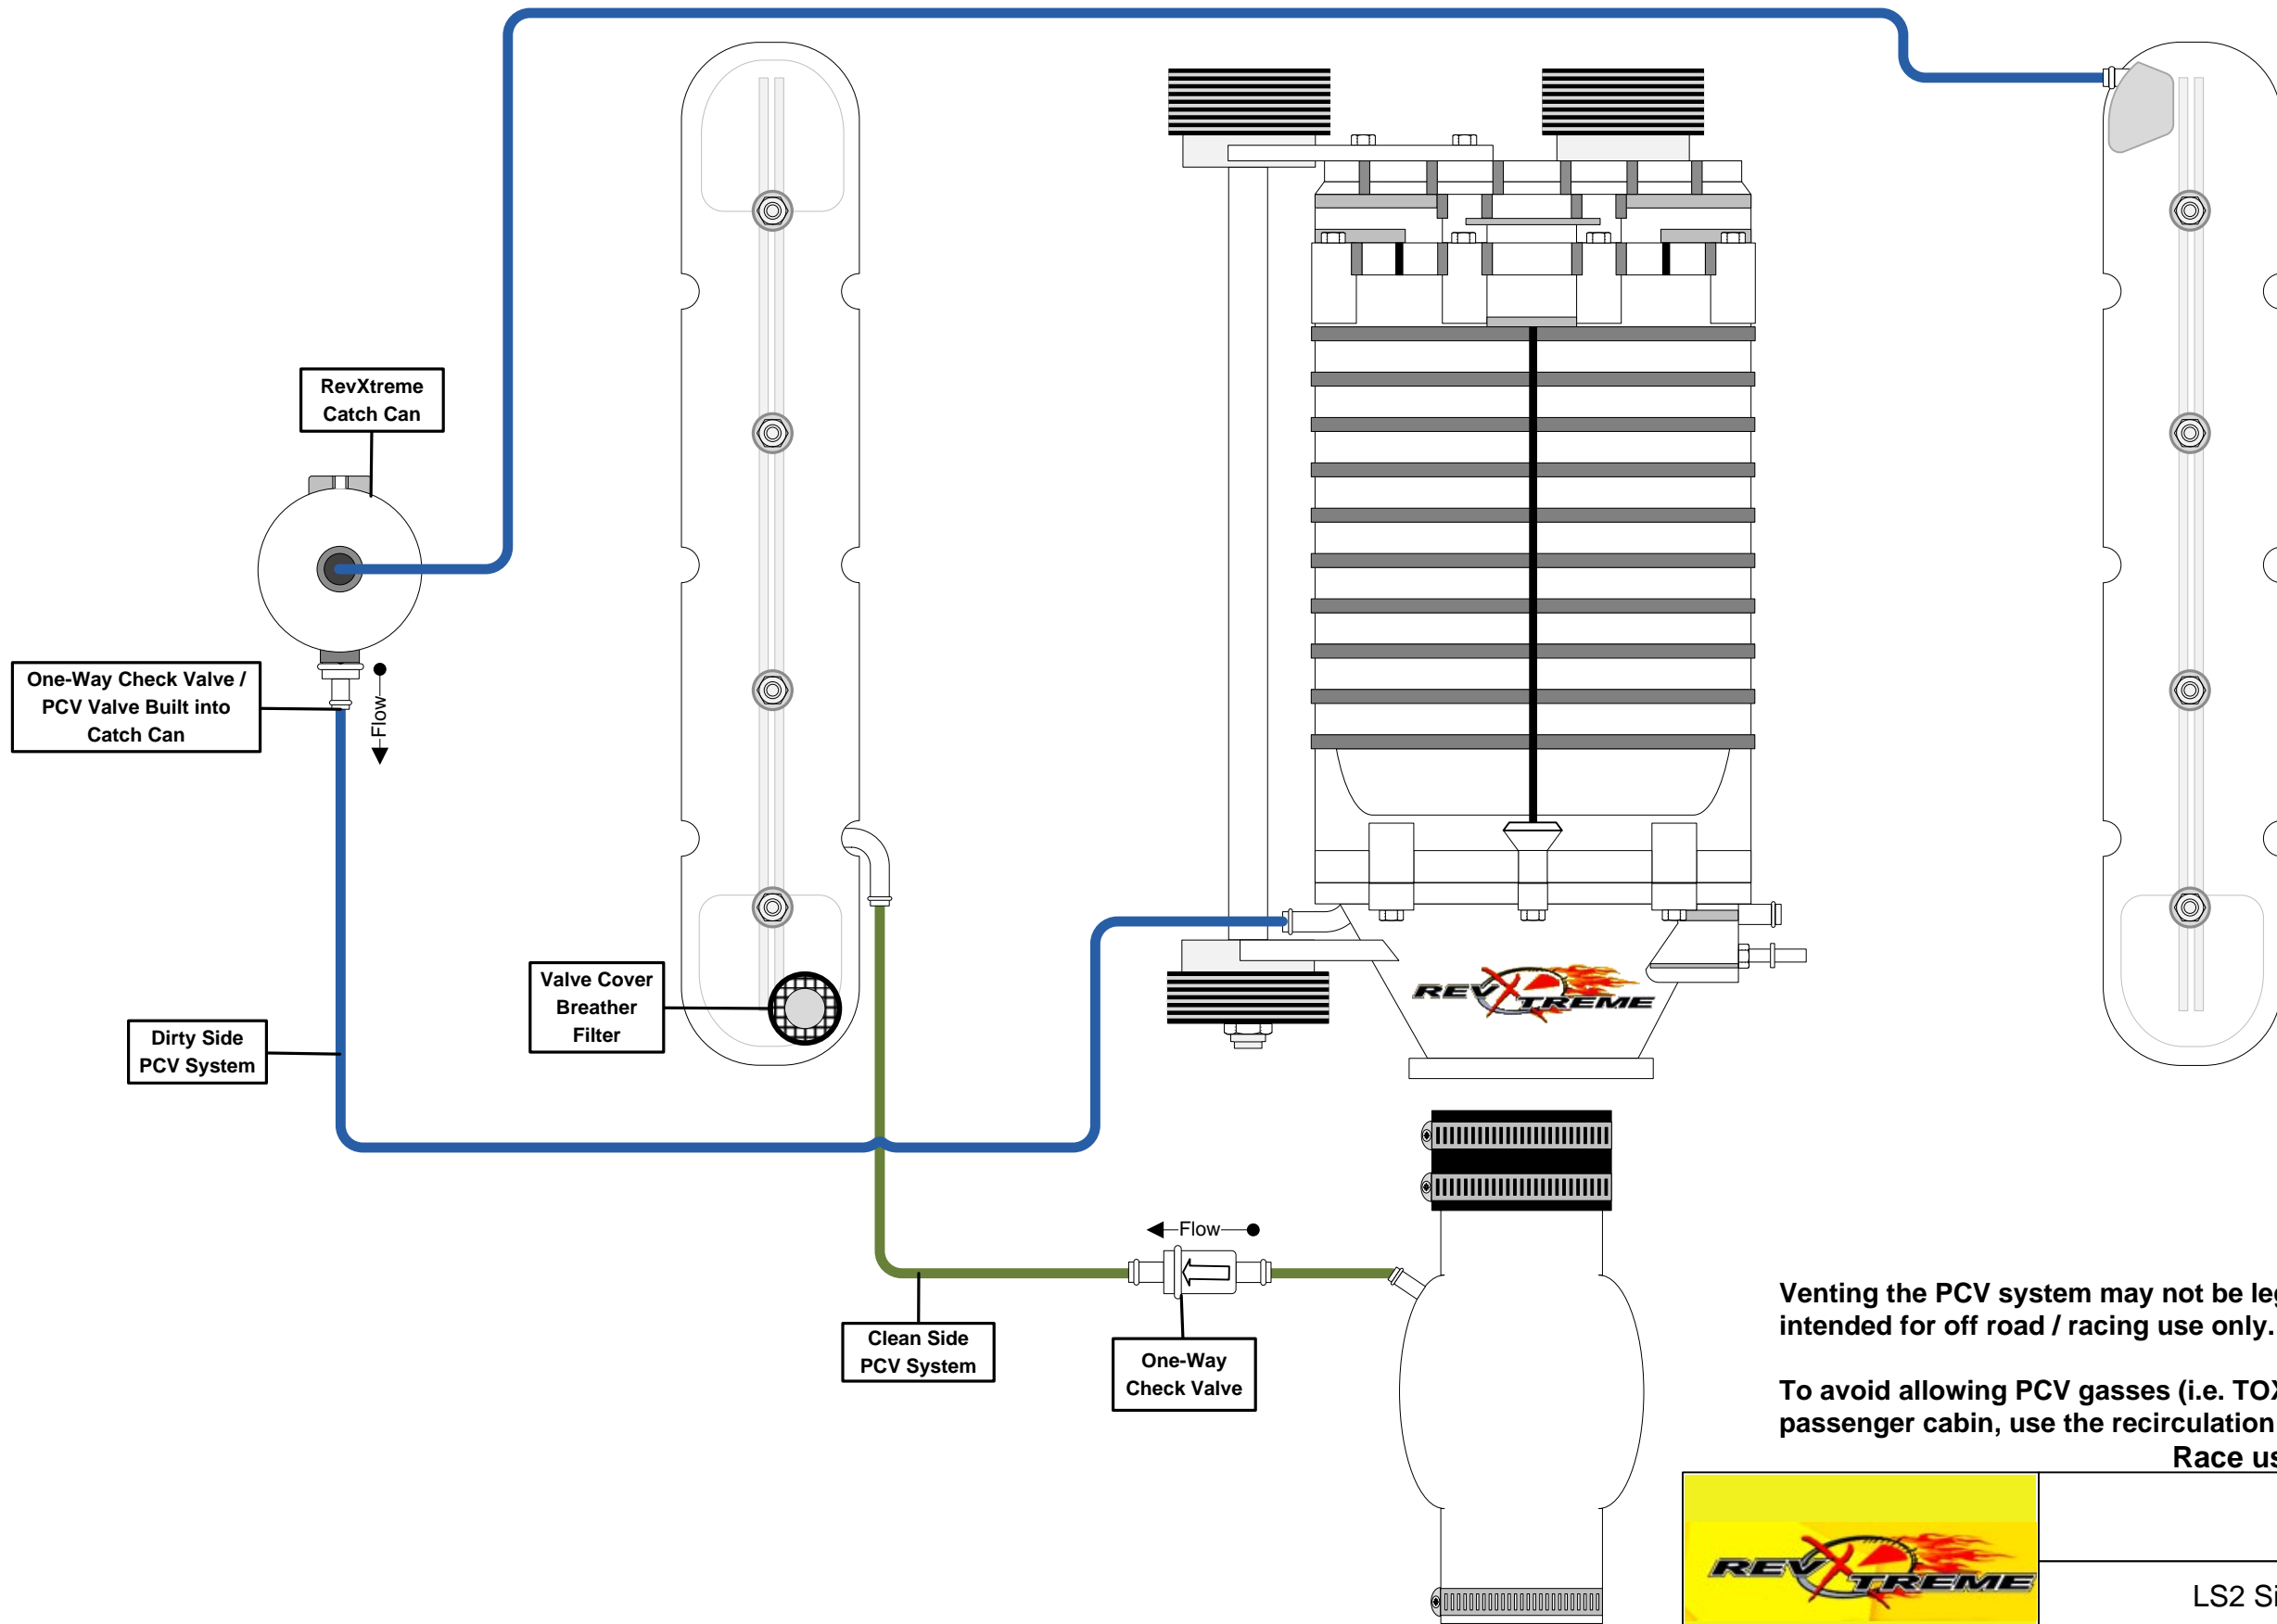 RevXtreme
Catch Can
One-Way Check Valve /
PCV Valve Built into
Catch Can
Flow
Valve Cover
Breather
Filter
Dirty Side
PCV System
REVXTREME
Flow
Clean Side
PCV System
One-Way
Check Valve
Venting the PCV system may not be leg
intended for off road / racing use only.
To avoid allowing PCV gasses (i.e. TOX
passenger cabin, use the recirculation
Race us
REVXTREME
LS2 Si